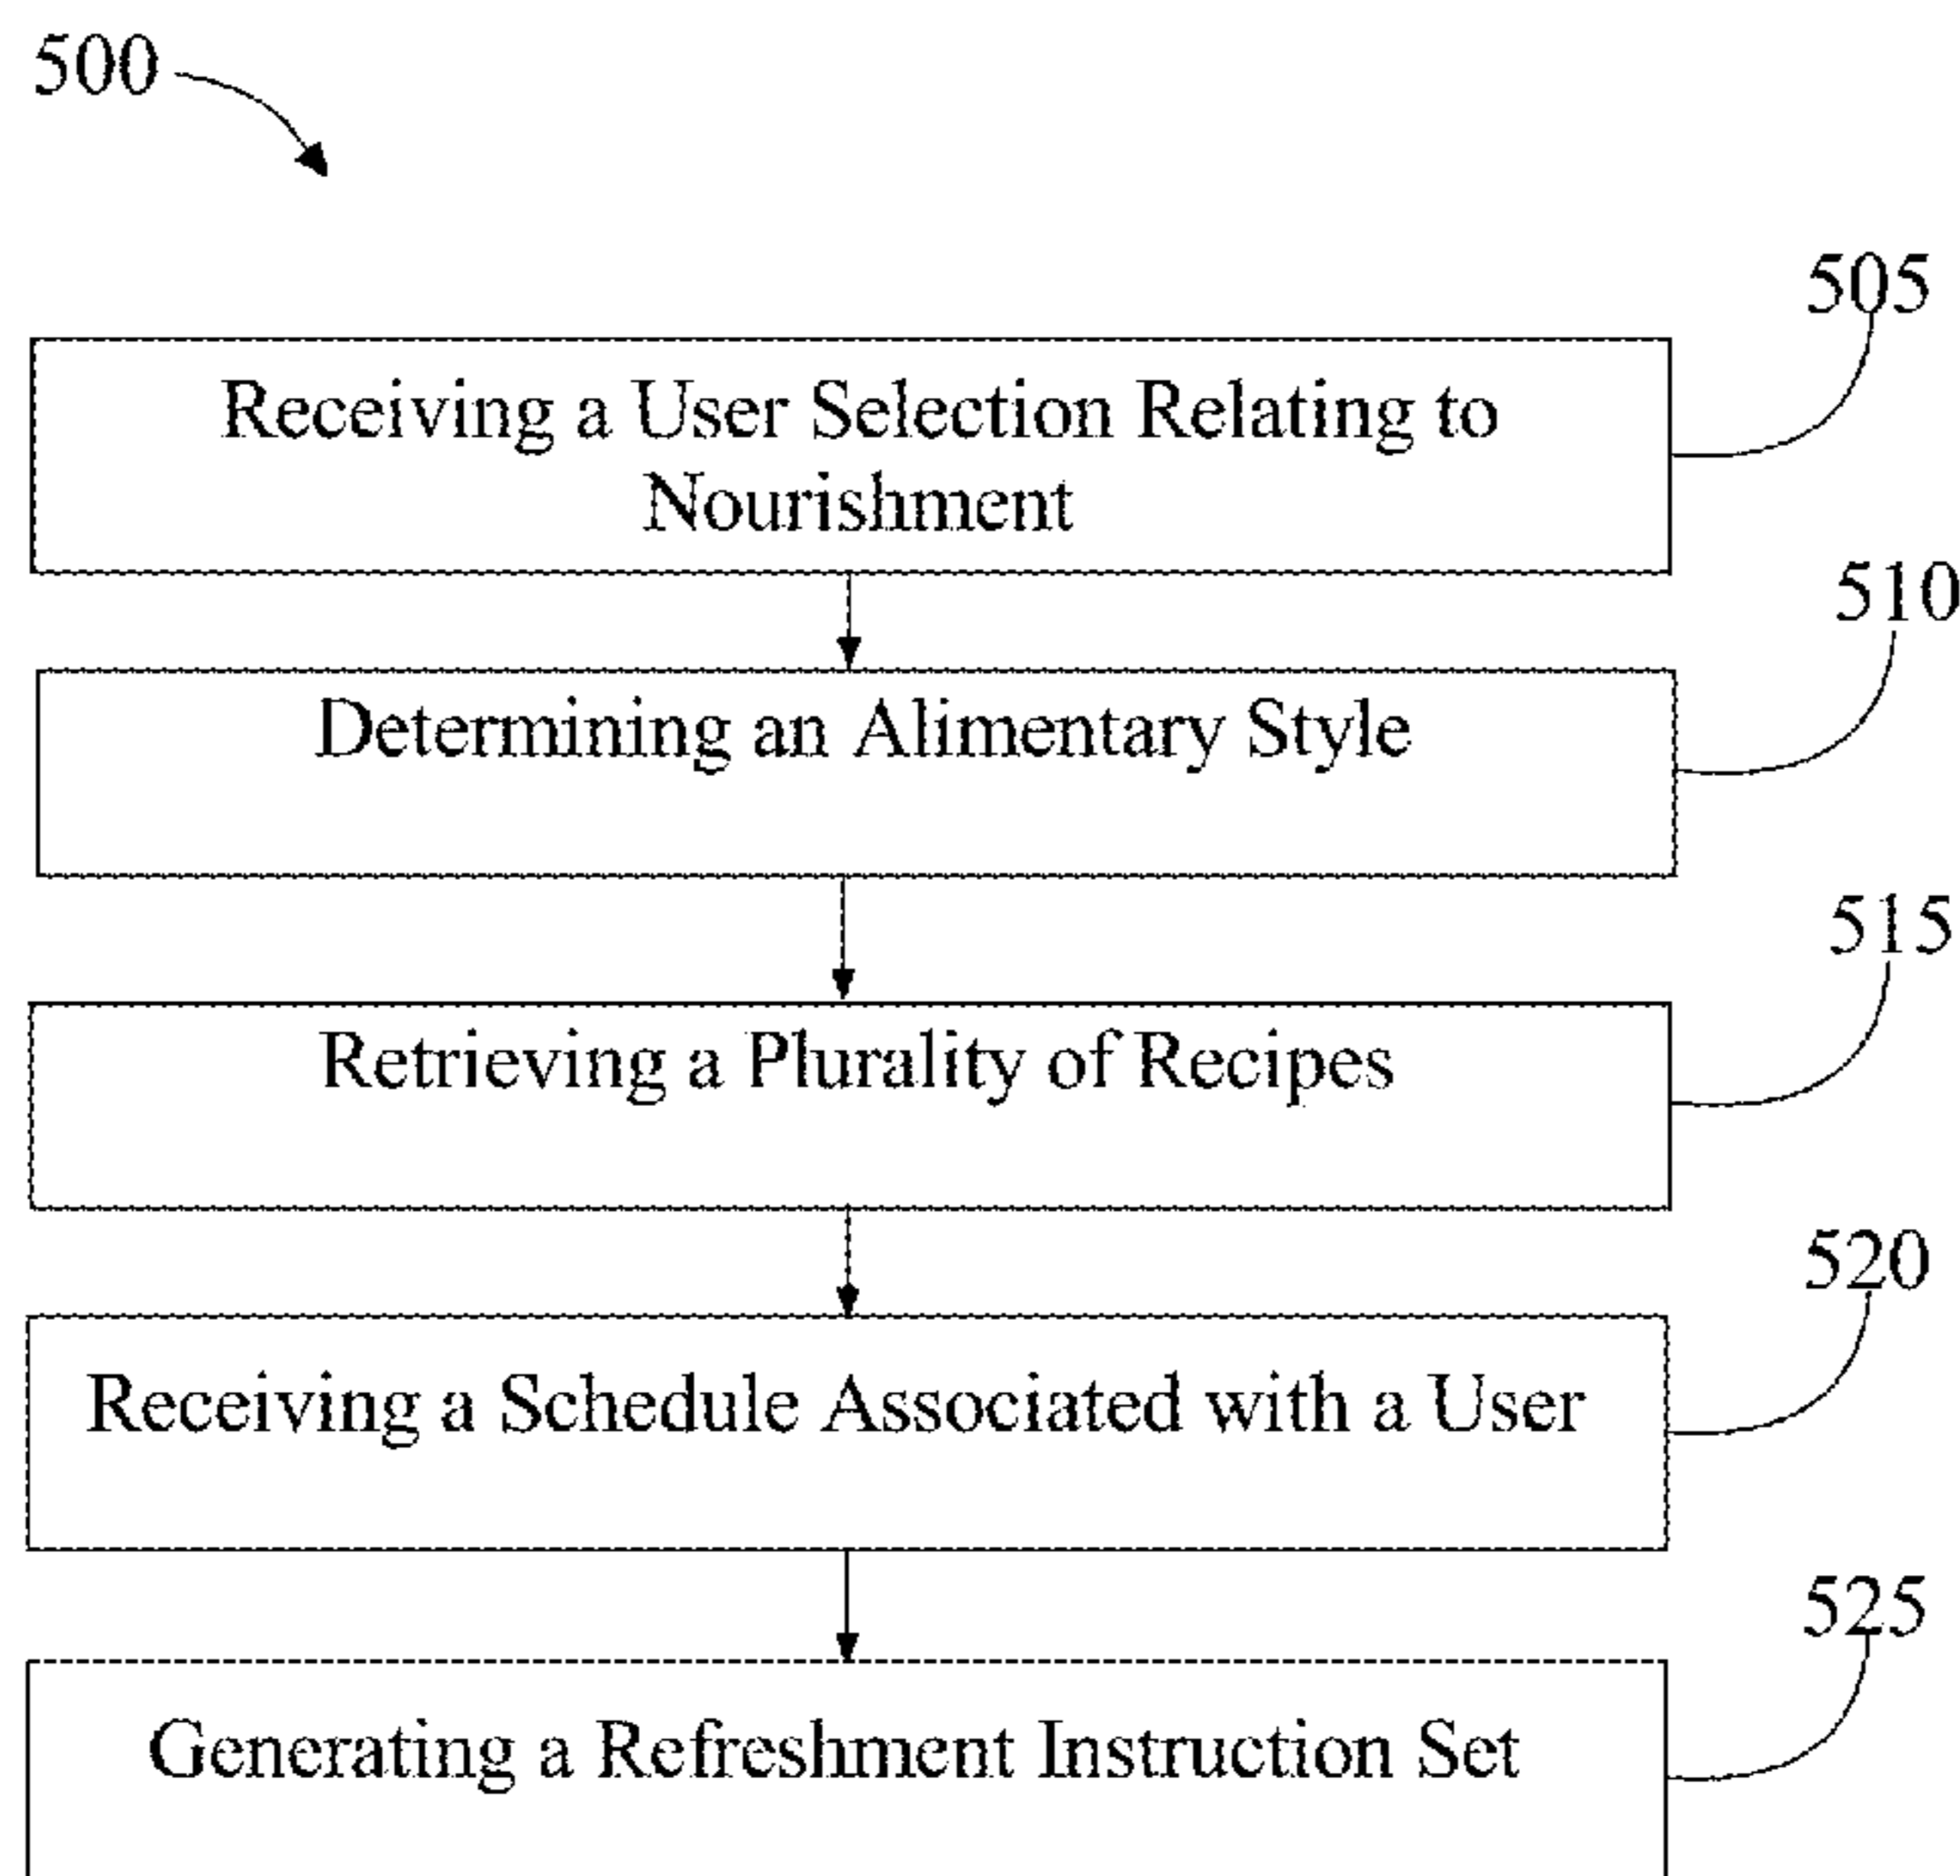 500
505
Receiving a User Selection Relating to
Nourishment
510
Determining an Alimentary Style
515
Retrieving a Plurality of Recipes
520
Receiving a Schedule Associated with a User
525
Generating a Refreshment Instruction Set